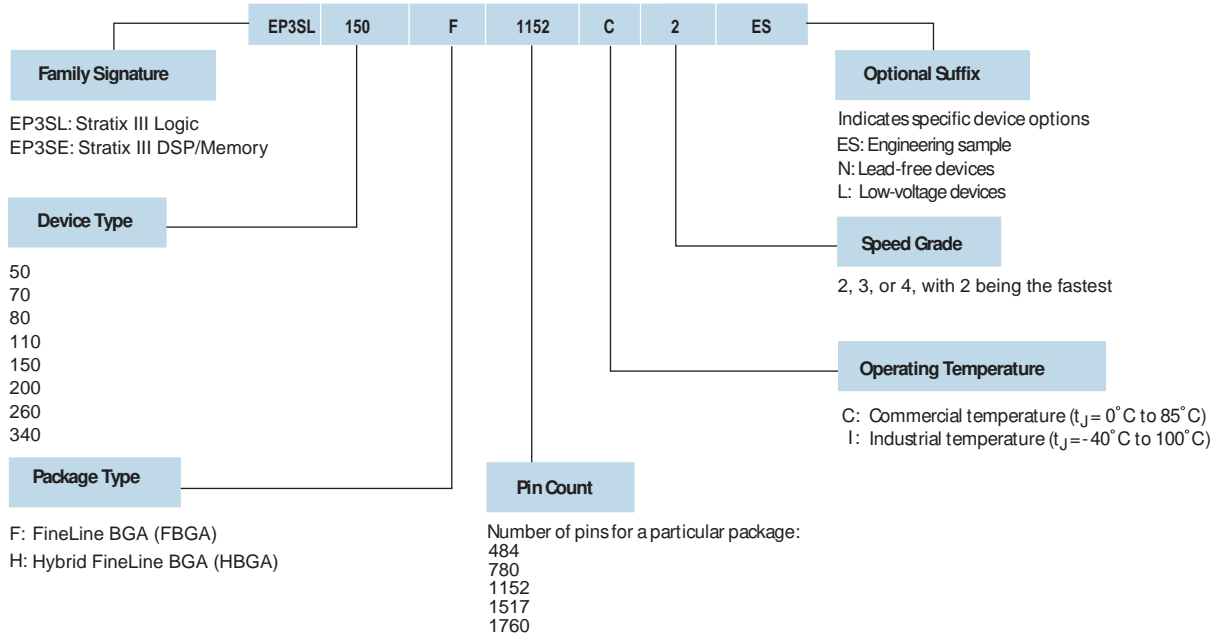 EP3SL 150 F 1152 C 2 ES
Family Signature
EP3SL: Stratix III Logic
EP3SE: Stratix III DSP/Memory
Optional Suffix
Indicates specific device options
ES: Engineering sample
N: Lead-free devices
L: Low-voltage devices
Device Type
50
70
80
110
150
200
260
340
Speed Grade
2, 3, or 4, with 2 being the fastest
Operating Temperature
C: Commercial temperature (tJ = 0˚C to 85˚C)
I: Industrial temperature (tJ = -40˚C to 100˚C)
Package Type
F: FineLine BGA (FBGA)
H: Hybrid FineLine BGA (HBGA)
Pin Count
Number of pins for a particular package:
484
780
1152
1517
1760